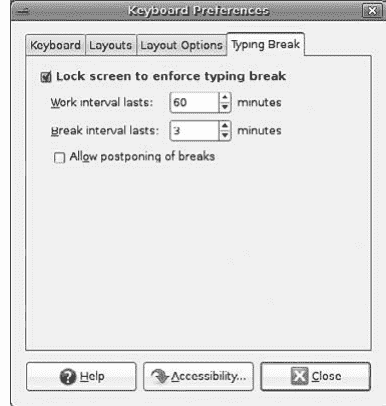 Keyboard Preferences
Keyboard Layouts Layout Options Typing Break
Lock screen to enforce typing break
Work interval lasts: 60 minutes
Break interval lasts: 3 minutes
Allow postponing of breaks
Help Accessibility... Close